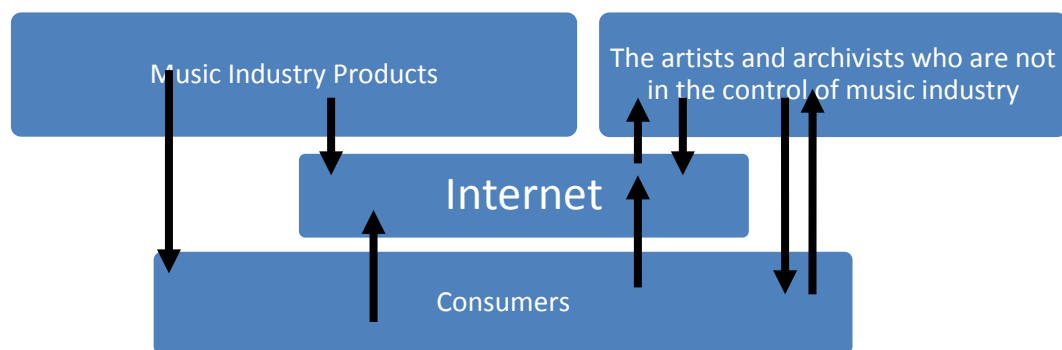 Music Industry Products
The artists and archivists who are not
in the control of music industry
Internet
Consumers